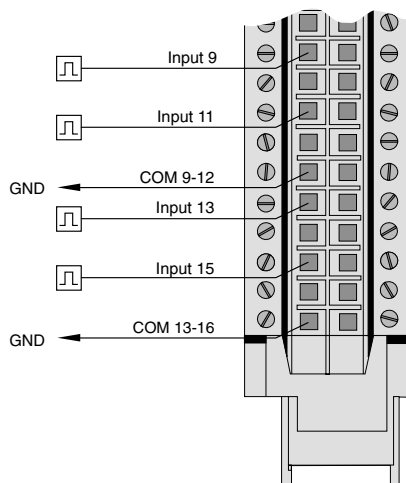 Input 9
Input 11
COM 9-12
GND
Input 13
Input 15
COM 13-16
GND